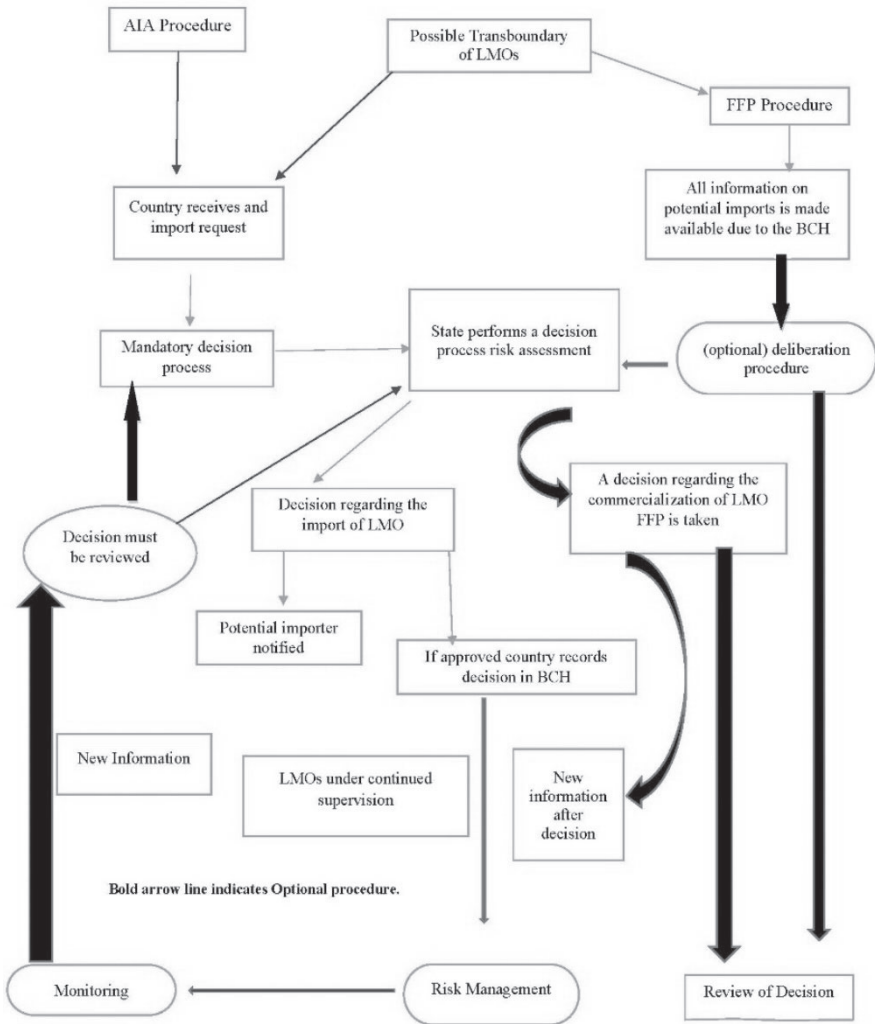 AIA Procedure
Possible Transboundary
of LMOs
FFP Procedure
Country receives and
import request
All information on
potential imports is made
available due to the BCH
Mandatory decision
process
State performs a decision
process risk assessment
(optional) deliberation
procedure
Decision regarding the
import of LMO
A decision regarding the
commercialization of LMO
FFP is taken
Decision must
be reviewed
Potential importer
notified
If approved country records
decision in BCH
New Information
LMOs under continued
supervision
New
information
after
decision
Bold arrow line indicates Optional procedure.
Monitoring
Risk Management
Review of Decision